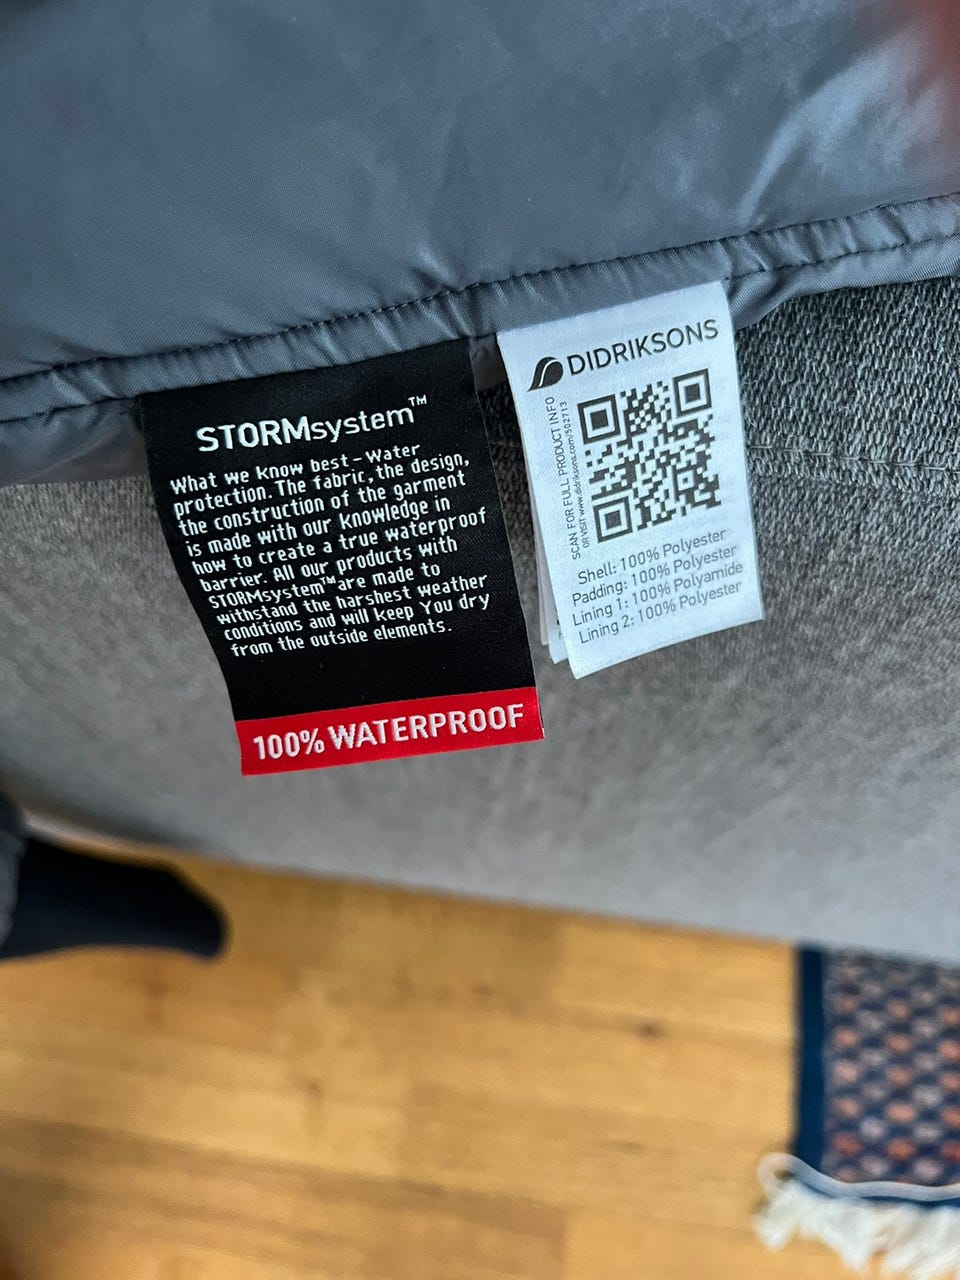 STORMsystem™
What we know best - Water
protection. The fabric, the design,
the construction of the garment
is made with our knowledge in
how to create a true waterproof
barrier. All our products with
STORMsystem™ are made to
withstand the harshest weather
conditions and will keep You dry
from the outside elements.
100% WATERPROOF
DIDRIKSONS
SCAN FOR FULL PRODUCT INFO
OR VISIT www.didriksons.com/502713
Shell: 100% Polyester
Padding: 100% Polyester
Lining 1: 100% Polyamide
Lining 2: 100% Polyester